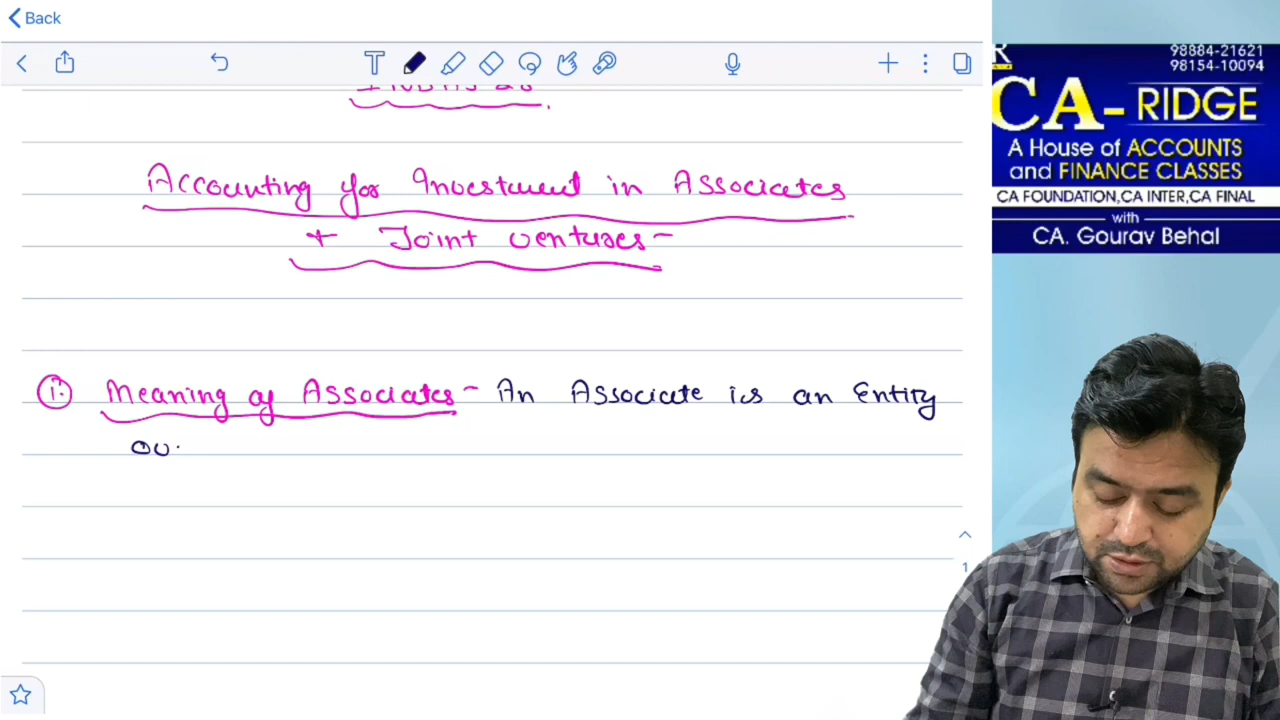 Back
98884-21621
98154-10094
CA-RIDGE
A House of ACCOUNTS
and FINANCE CLASSES
CA FOUNDATION,CA INTER,CA FINAL
with
CA. Gourav Behal
Accounting for Investment in Associates
+ Joint ventures-
1. Meaning of Associates - An Associate is an Entity
ov
1